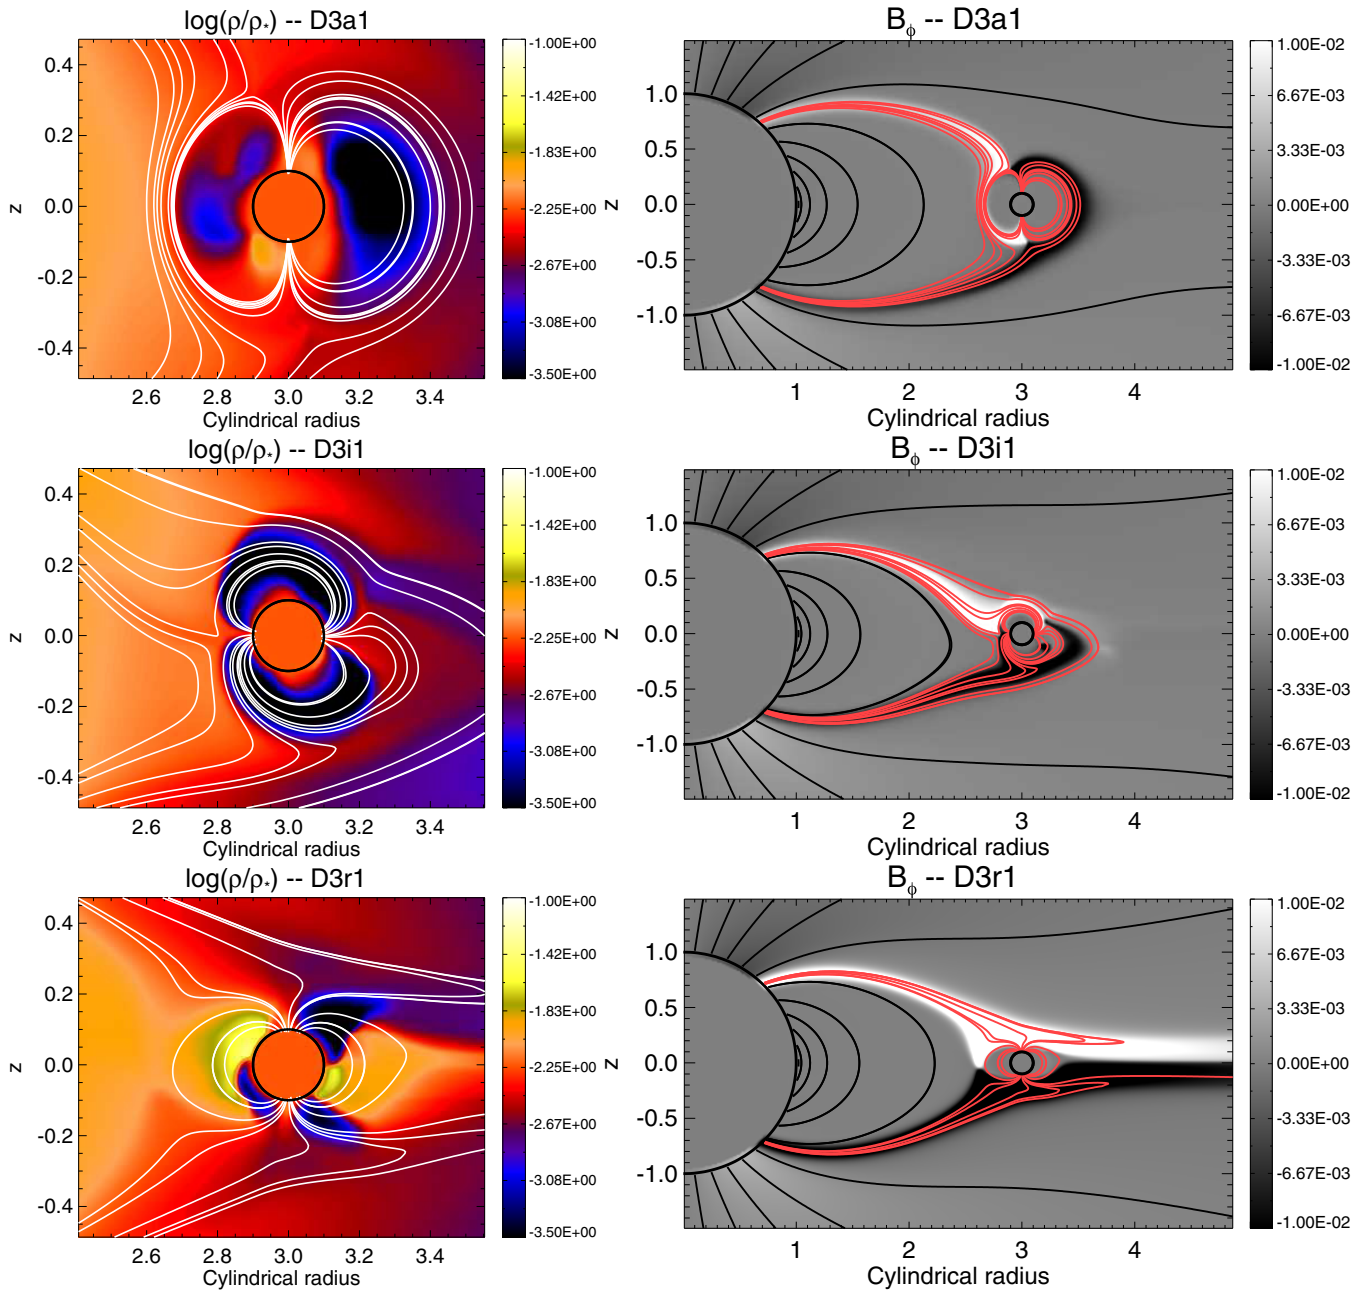 log(ρ/ρ*) -- D3a1
B_ϕ -- D3a1
0.4
0.2
0.0
-0.2
-0.4
z
2.6 2.8 3.0 3.2 3.4
Cylindrical radius
-1.00E+00
-1.42E+00
-1.83E+00
-2.25E+00
-2.67E+00
-3.08E+00
-3.50E+00
1.0
0.5
0.0
-0.5
-1.0
z
1 2 3 4
Cylindrical radius
1.00E-02
6.67E-03
3.33E-03
0.00E+00
-3.33E-03
-6.67E-03
-1.00E-02
log(ρ/ρ*) -- D3i1
B_ϕ -- D3i1
0.4
0.2
0.0
-0.2
-0.4
z
2.6 2.8 3.0 3.2 3.4
Cylindrical radius
-1.00E+00
-1.42E+00
-1.83E+00
-2.25E+00
-2.67E+00
-3.08E+00
-3.50E+00
1.0
0.5
0.0
-0.5
-1.0
z
1 2 3 4
Cylindrical radius
1.00E-02
6.67E-03
3.33E-03
0.00E+00
-3.33E-03
-6.67E-03
-1.00E-02
log(ρ/ρ*) -- D3r1
B_ϕ -- D3r1
0.4
0.2
0.0
-0.2
-0.4
z
2.6 2.8 3.0 3.2 3.4
Cylindrical radius
-1.00E+00
-1.42E+00
-1.83E+00
-2.25E+00
-2.67E+00
-3.08E+00
-3.50E+00
1.0
0.5
0.0
-0.5
-1.0
z
1 2 3 4
Cylindrical radius
1.00E-02
6.67E-03
3.33E-03
0.00E+00
-3.33E-03
-6.67E-03
-1.00E-02